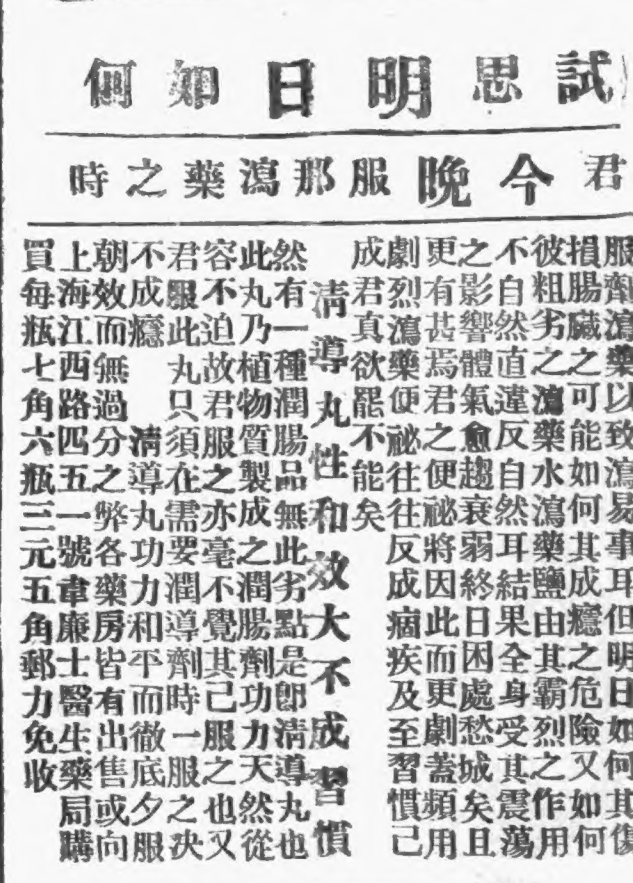 試思明日如何
君今晚服那瀉藥之時
服劑瀉藥以致瀉易事耳但明日如何其傷
損腸臟之可能如何其成癮之危險又如何
彼粗劣之瀉藥水瀉藥鹽由其霸烈之作用
不自然直違反自然耳結果全身受其震蕩
之影響體氣愈趨衰弱終日困處愁城矣且
更有甚焉君之便祕將因此而更劇蓋頻用
劇烈瀉藥便祕往往反成痼疾及至習慣已
成君真欲罷不能矣
清導丸性和效大不成習慣
然有一種潤腸品無此劣點是卽清導丸也
此丸乃植物質製成之潤腸劑功力天然從
容不迫故君服之亦毫不覺其已服之也又
君服此丸只須在需要潤導劑時一服之決
不成癮 清導丸功力和平而徹底夕服
朝效而無過分之弊各藥房皆有出售或向
上海江西路四五一號韋廉士醫生藥局購
買每瓶七角六瓶三元五角郵力免收